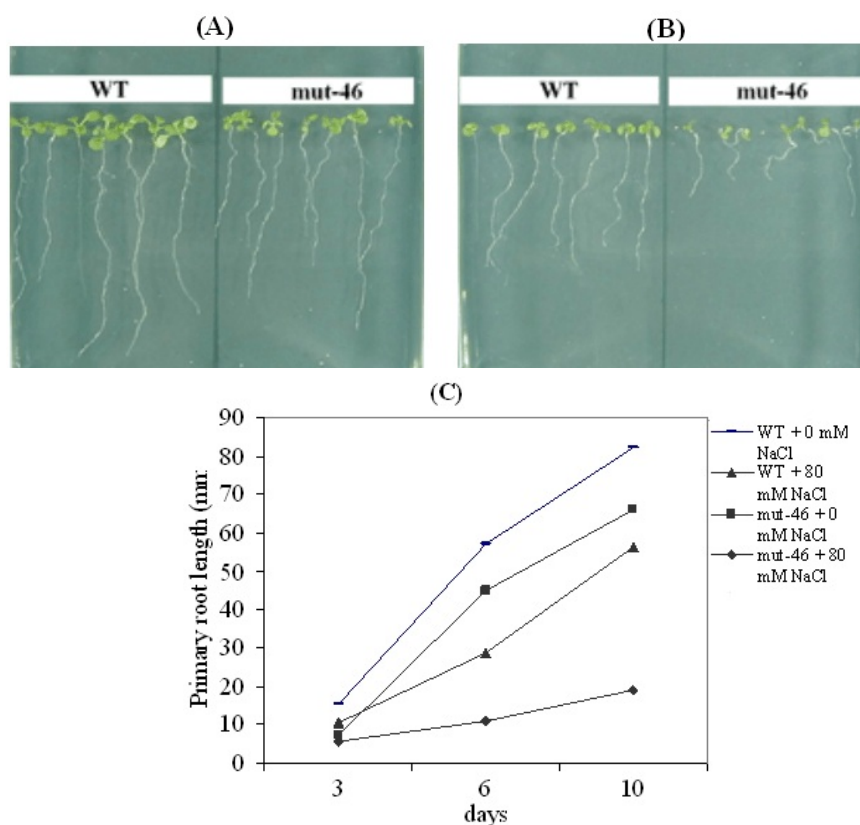 (A)
(B)
WT
mut-46
WT
mut-46
(C)
Primary root length (mm
90
80
70
60
50
40
30
20
10
0
3
6
10
days
WT + 0 mM
NaCl
WT + 80
mM NaCl
mut-46 + 0
mM NaCl
mut-46 + 80
mM NaCl